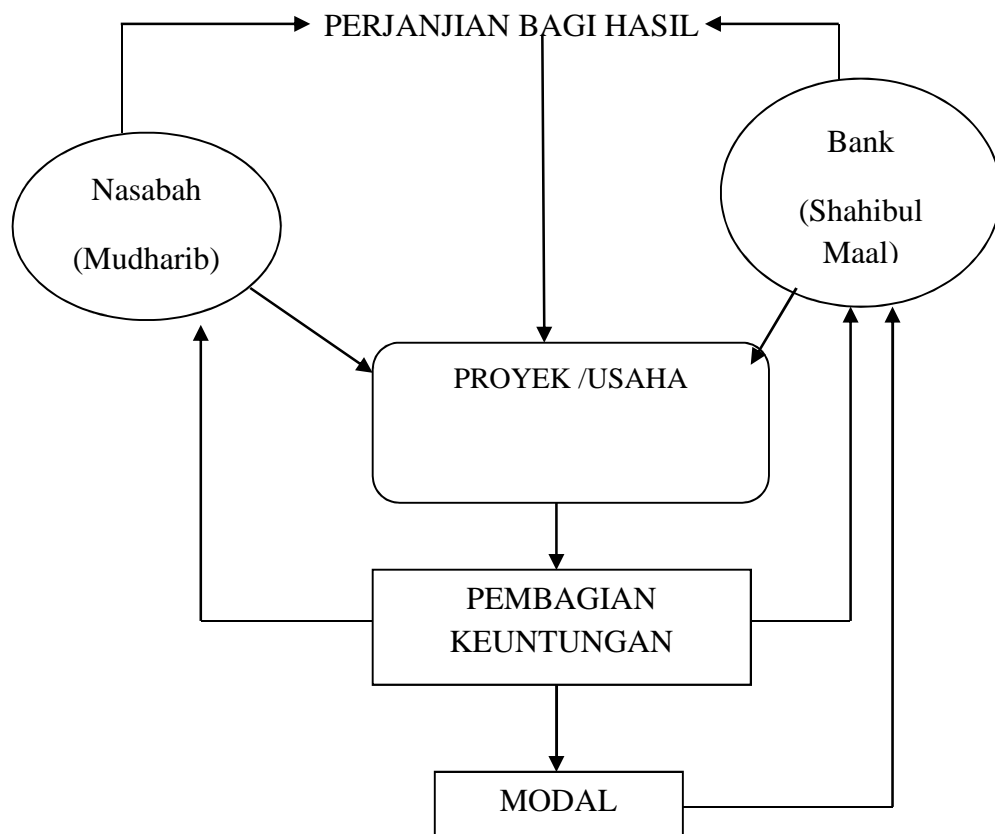 PERJANJIAN BAGI HASIL
Nasabah
(Mudharib)
Bank
(Shahibul
Maal)
PROYEK /USAHA
PEMBAGIAN
KEUNTUNGAN
MODAL